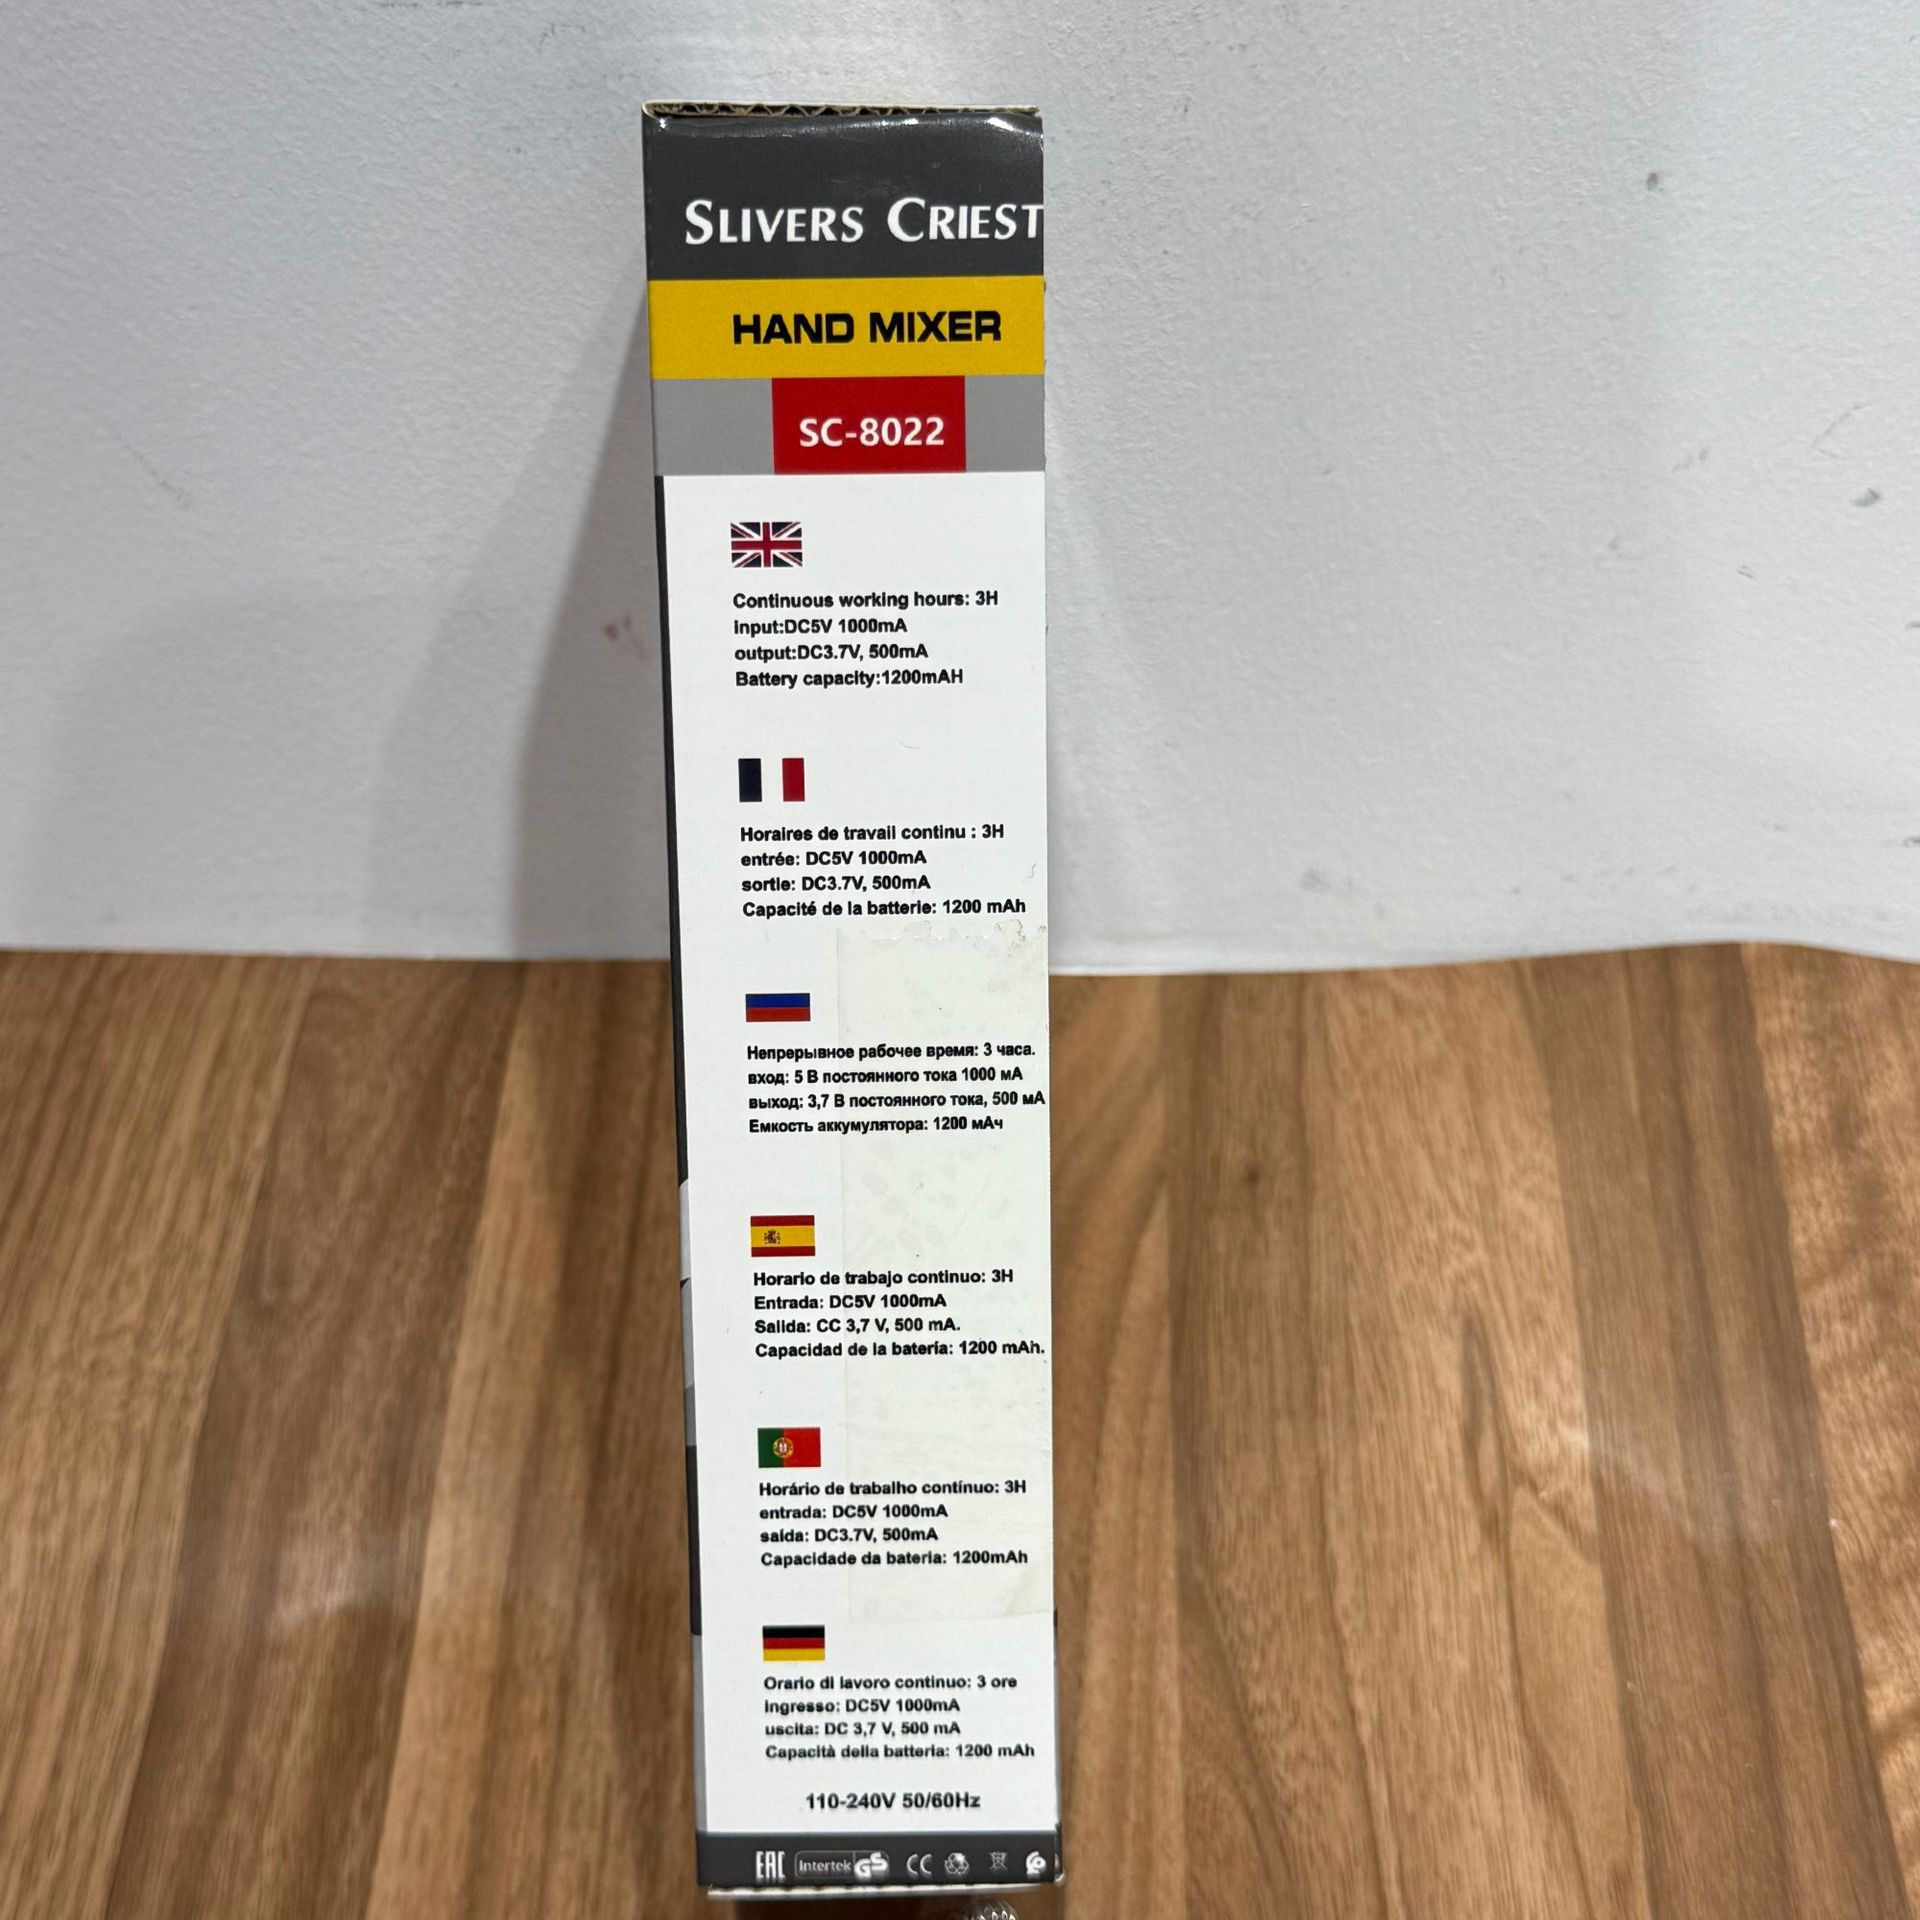 SLIVERS CRIEST
HAND MIXER
SC-8022
Continuous working hours: 3H
input:DC5V 1000mA
output:DC3.7V, 500mA
Battery capacity:1200mAH
Horaires de travail continu : 3H
entrée: DC5V 1000mA
sortie: DC3.7V, 500mA
Capacité de la batterie: 1200 mAh
Непрерывное рабочее время: 3 часа.
вход: 5 В постоянного тока 1000 мА
выход: 3,7 В постоянного тока, 500 мА
Емкость аккумулятора: 1200 мАч
Horario de trabajo continuo: 3H
Entrada: DC5V 1000mA
Salida: CC 3,7 V, 500 mA.
Capacidad de la batería: 1200 mAh.
Horário de trabalho contínuo: 3H
entrada: DC5V 1000mA
saída: DC3.7V, 500mA
Capacidade da bateria: 1200mAh
Orario di lavoro continuo: 3 ore
ingresso: DC5V 1000mA
uscita: DC 3,7 V, 500 mA
Capacità della batteria: 1200 mAh
110-240V 50/60Hz
EAC Intertek GS CC